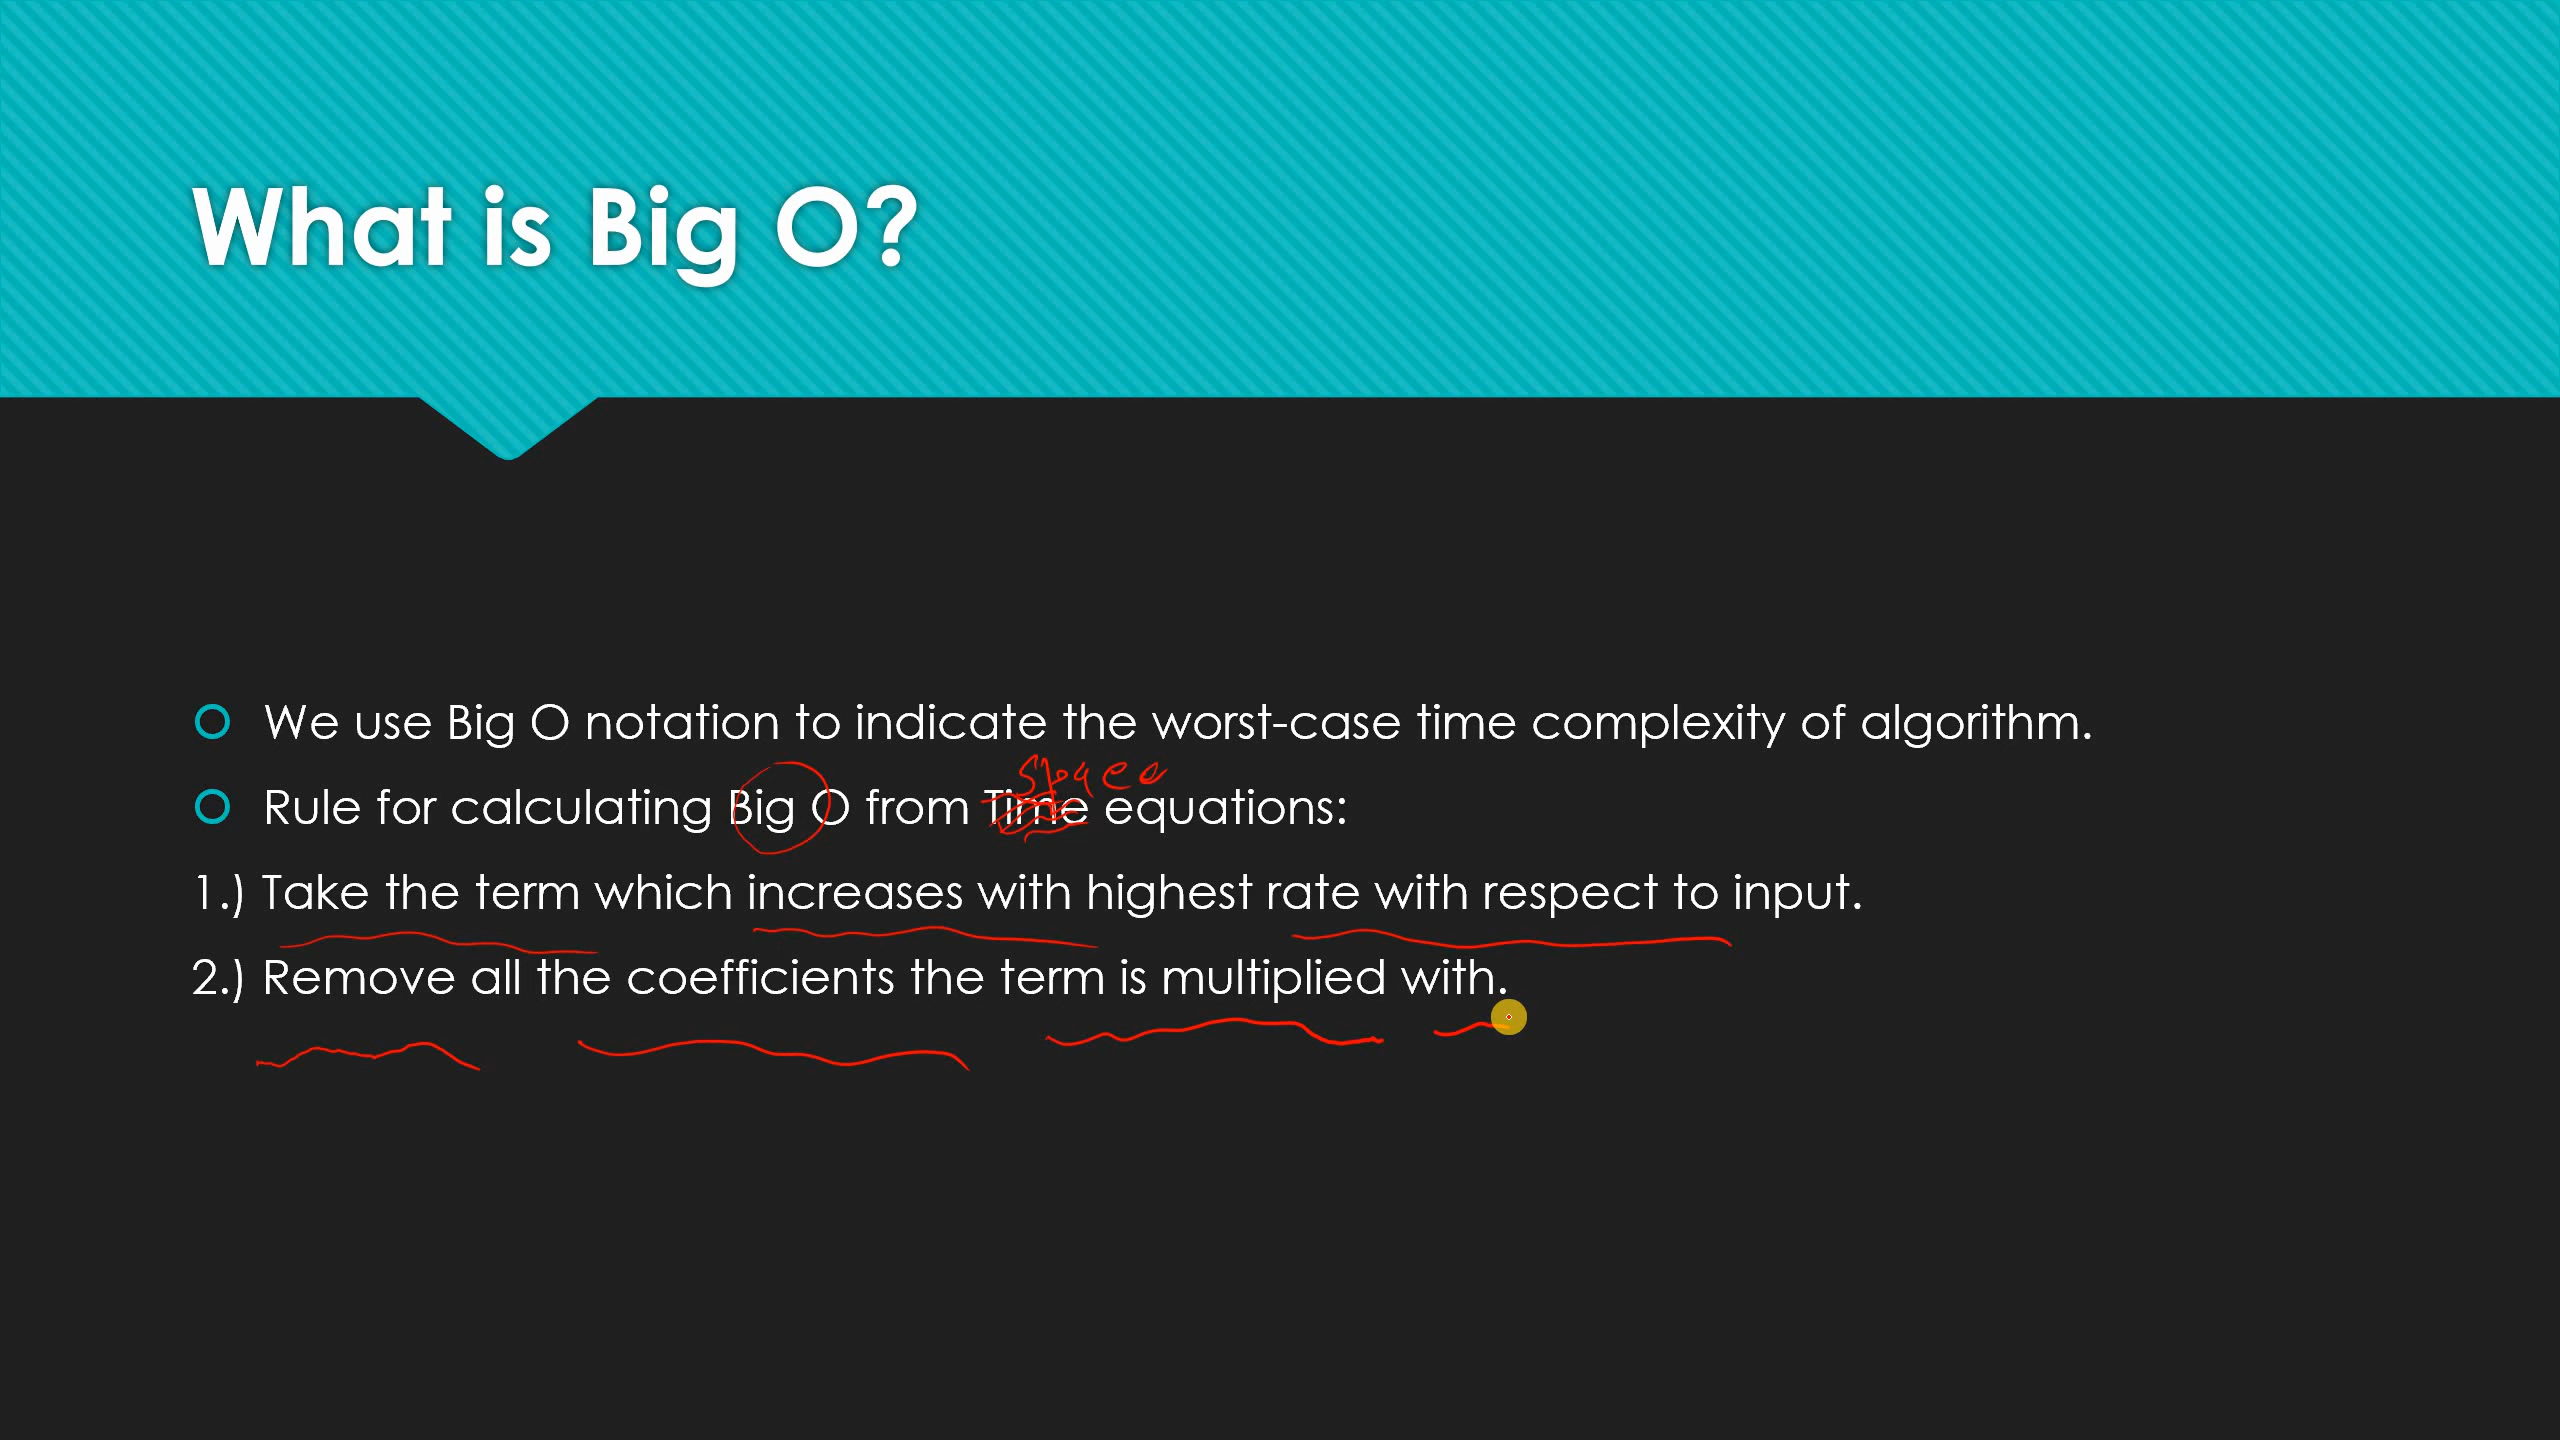 What is Big O?
We use Big O notation to indicate the worst-case time complexity of algorithm.
Space
Rule for calculating Big O from Time equations:
1.) Take the term which increases with highest rate with respect to input.
2.) Remove all the coefficients the term is multiplied with.